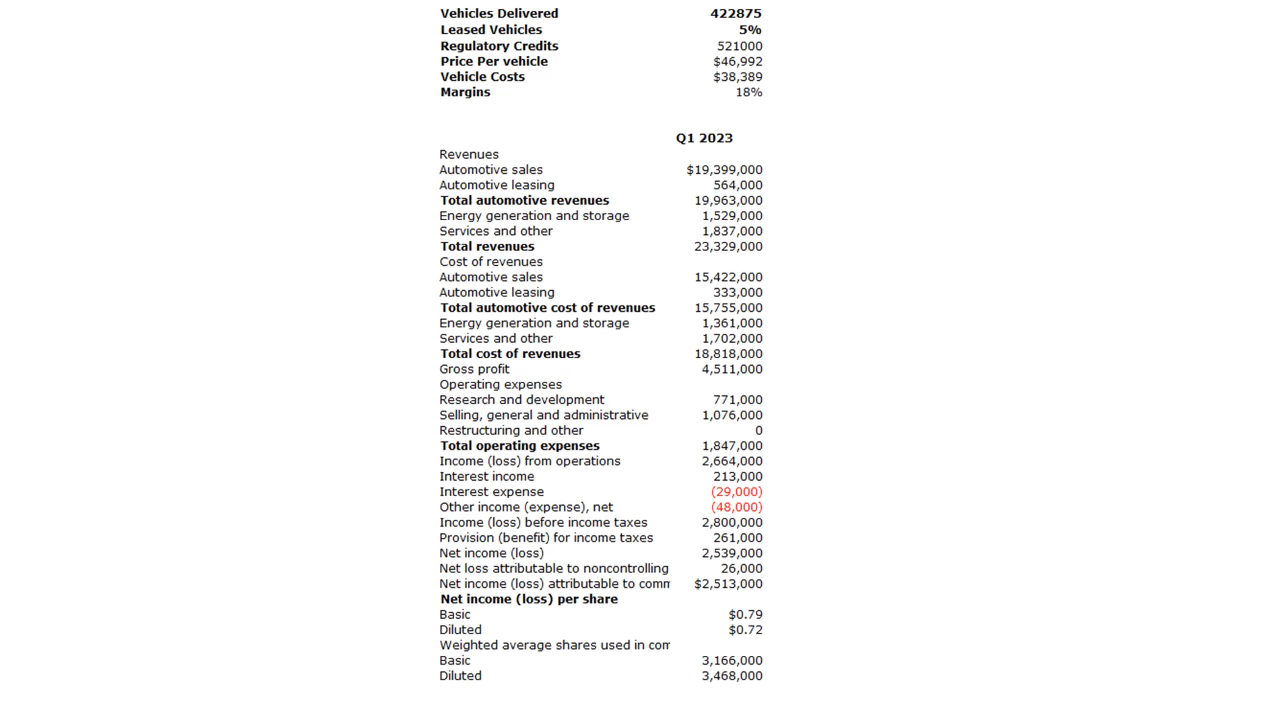 Vehicles Delivered 422875
Leased Vehicles 5%
Regulatory Credits 521000
Price Per vehicle $46,992
Vehicle Costs $38,389
Margins 18%
Q1 2023
Revenues
Automotive sales $19,399,000
Automotive leasing 564,000
Total automotive revenues 19,963,000
Energy generation and storage 1,529,000
Services and other 1,837,000
Total revenues 23,329,000
Cost of revenues
Automotive sales 15,422,000
Automotive leasing 333,000
Total automotive cost of revenues 15,755,000
Energy generation and storage 1,361,000
Services and other 1,702,000
Total cost of revenues 18,818,000
Gross profit 4,511,000
Operating expenses
Research and development 771,000
Selling, general and administrative 1,076,000
Restructuring and other 0
Total operating expenses 1,847,000
Income (loss) from operations 2,664,000
Interest income 213,000
Interest expense (29,000)
Other income (expense), net (48,000)
Income (loss) before income taxes 2,800,000
Provision (benefit) for income taxes 261,000
Net income (loss) 2,539,000
Net loss attributable to noncontrolling 26,000
Net income (loss) attributable to comm $2,513,000
Net income (loss) per share
Basic $0.79
Diluted $0.72
Weighted average shares used in com
Basic 3,166,000
Diluted 3,468,000